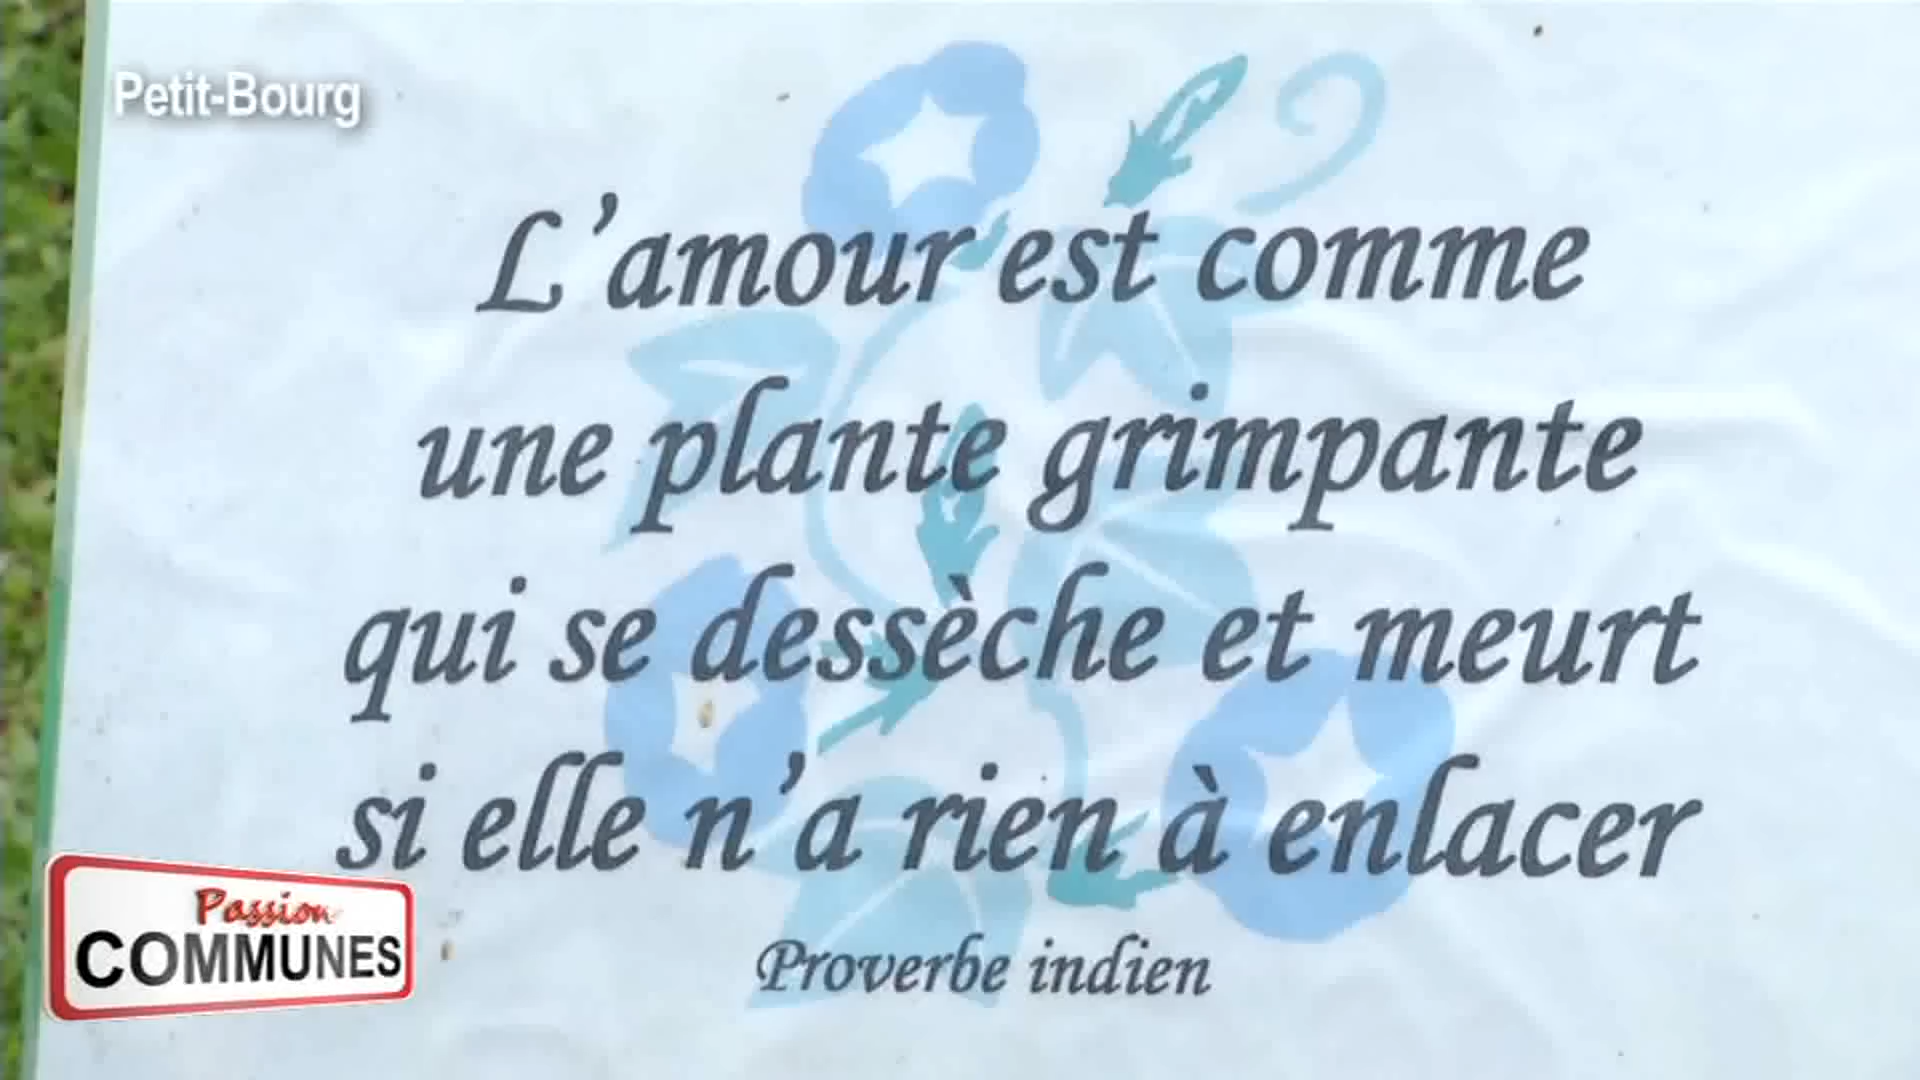 Petit-Bourg
L'amour est comme
une plante grimpante
qui se dessèche et meurt
si elle n'a rien à enlacer
Proverbe indien
Passion
COMMUNES